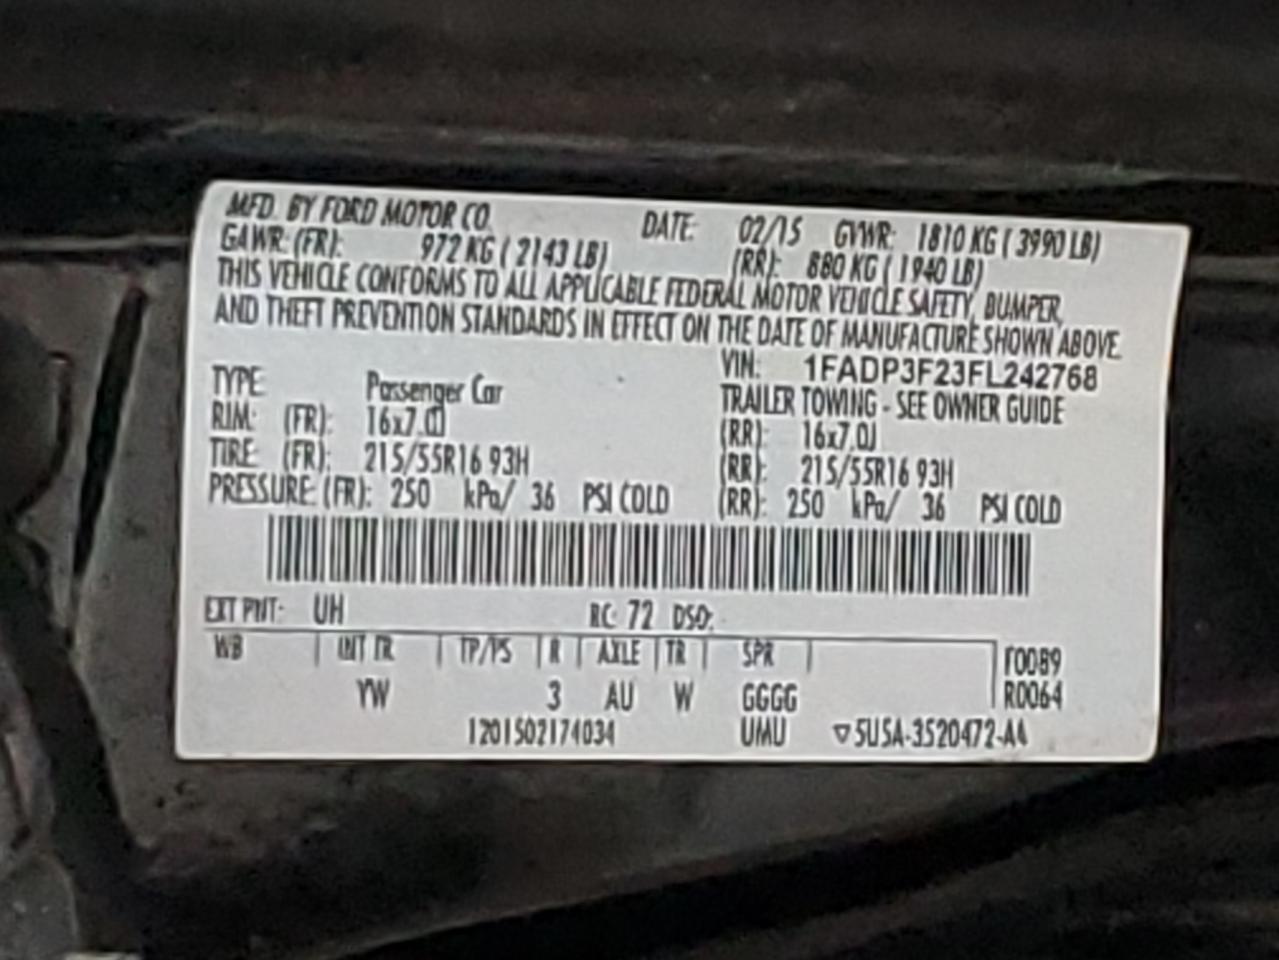 MFD. BY FORD MOTOR CO. DATE: 02/15 GVWR: 1810 KG ( 3990 LB)
GAWR: (FR): 972 KG ( 2143 LB) (RR): 880 KG ( 1940 LB)
THIS VEHICLE CONFORMS TO ALL APPLICABLE FEDERAL MOTOR VEHICLE SAFETY, BUMPER,
AND THEFT PREVENTION STANDARDS IN EFFECT ON THE DATE OF MANUFACTURE SHOWN ABOVE.
VIN: 1FADP3F23FL242768
TYPE: Passenger Car TRAILER TOWING - SEE OWNER GUIDE
RIM: (FR): 16x7.0J (RR): 16x7.0J
TIRE: (FR): 215/55R16 93H (RR): 215/55R16 93H
PRESSURE: (FR): 250 kPa/ 36 PSI COLD (RR): 250 kPa/ 36 PSI COLD
EXT PNT: UH RC: 72 DSO:
WB | INT TR | TP/PS | R | AXLE | TR | SPR | F0089
YW 3 AU W GGGG R0064
1201502174034 UMU ▽5U5A-3520472-AA